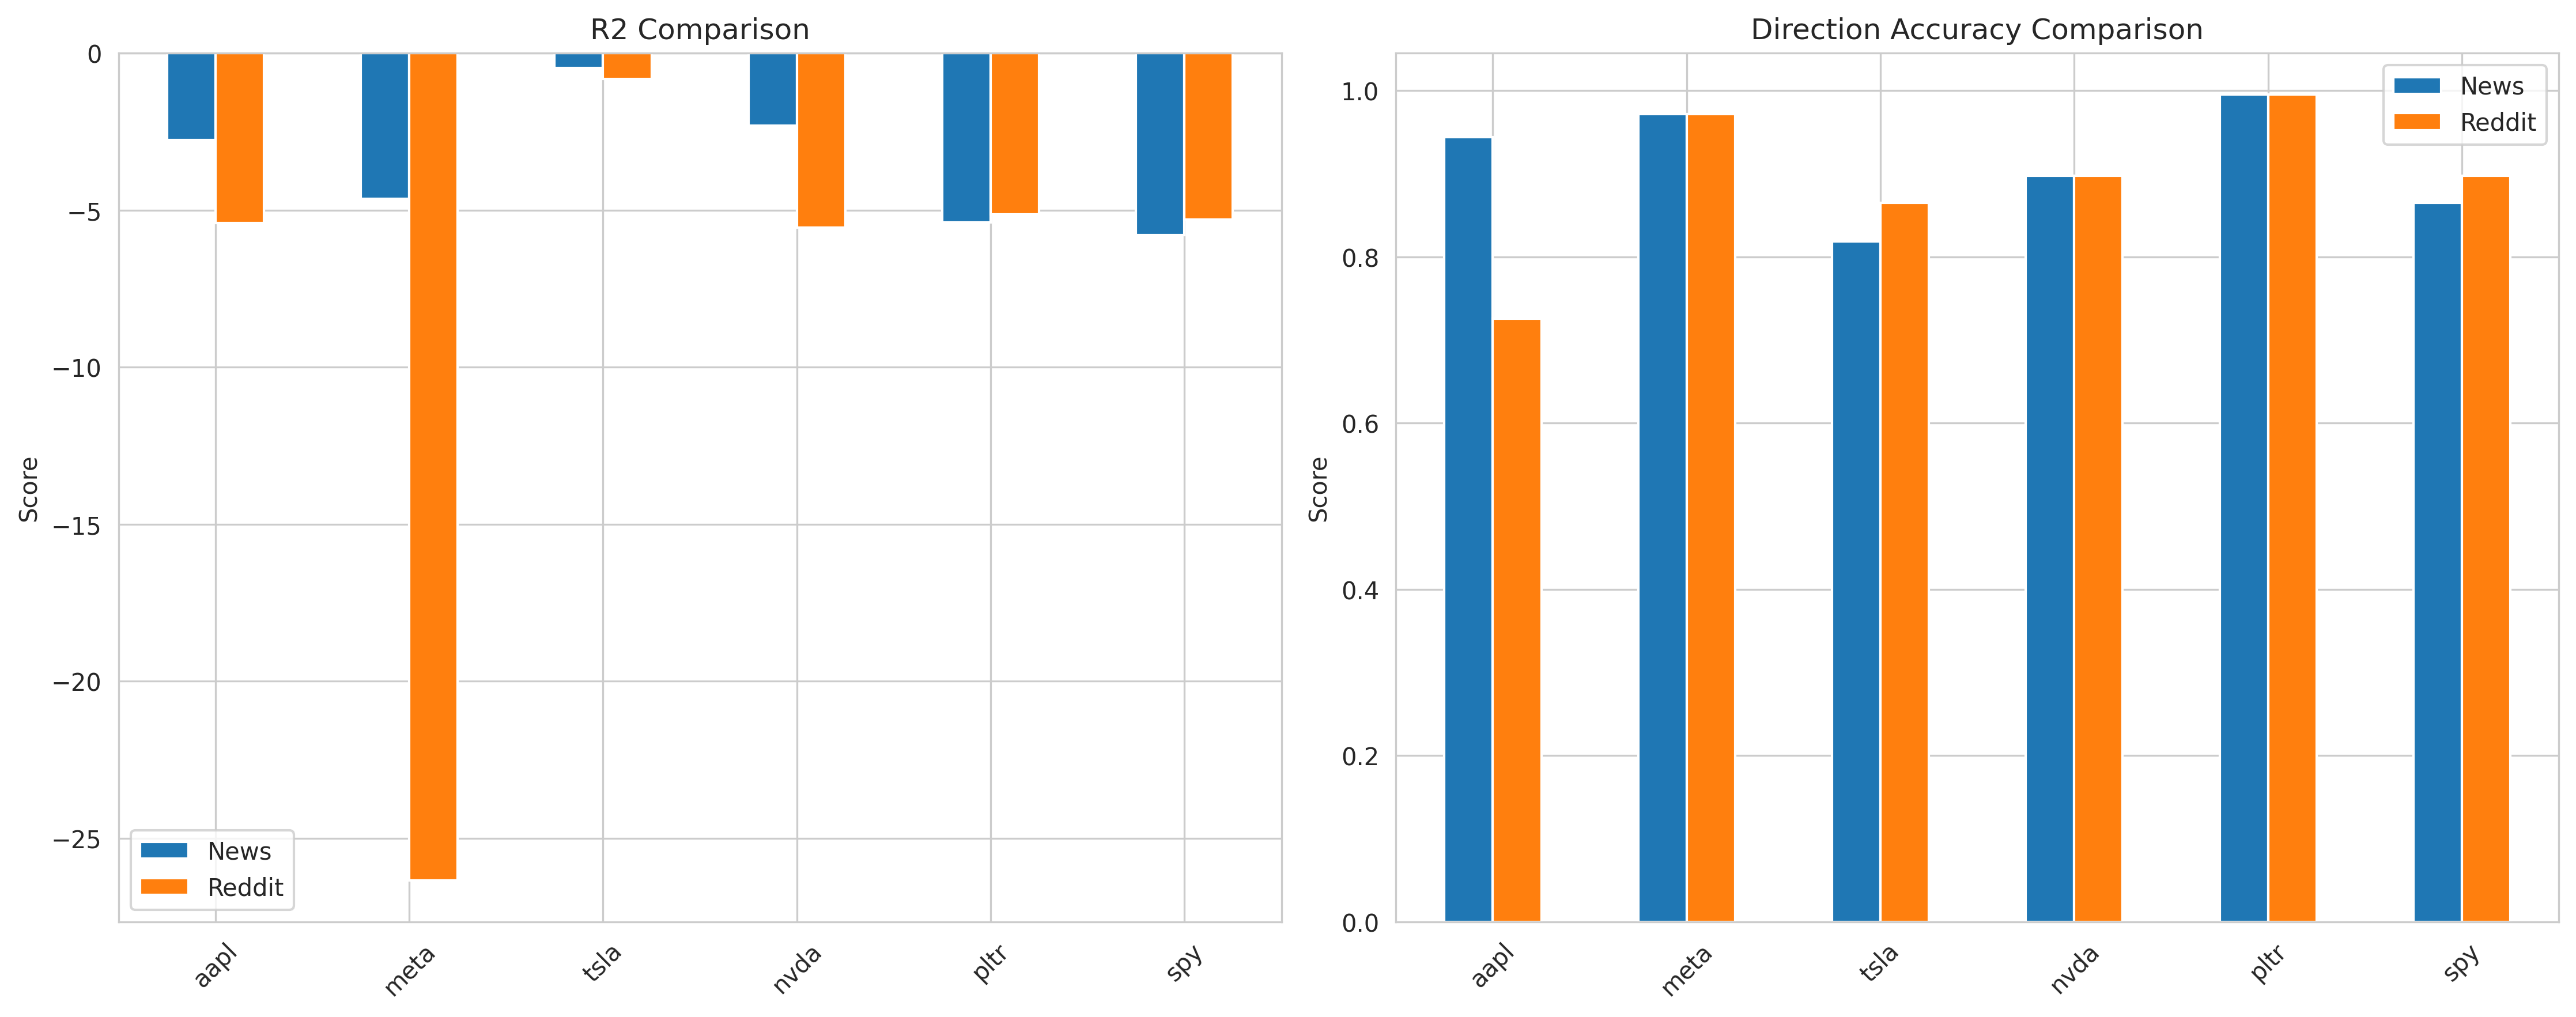 R2 Comparison
0
−5
−10
−15
−20
−25
Score
News
Reddit
aapl
meta
tsla
nvda
pltr
spy
Direction Accuracy Comparison
1.0
0.8
0.6
0.4
0.2
0.0
Score
News
Reddit
aapl
meta
tsla
nvda
pltr
spy